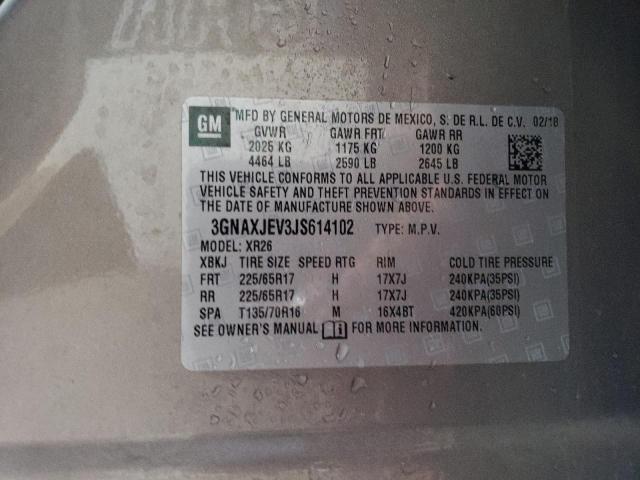 GM
*MFD BY GENERAL MOTORS DE MEXICO, S. DE R.L. DE C.V. 02/18
GVWR GAWR FRT GAWR RR
2025 KG 1175 KG 1200 KG
4464 LB 2590 LB 2645 LB
THIS VEHICLE CONFORMS TO ALL APPLICABLE U.S. FEDERAL MOTOR
VEHICLE SAFETY AND THEFT PREVENTION STANDARDS IN EFFECT ON
THE DATE OF MANUFACTURE SHOWN ABOVE.
3GNAXJEV3JS614102 TYPE: M.P.V.
MODEL: XR26
XBKJ TIRE SIZE SPEED RTG RIM COLD TIRE PRESSURE
FRT 225/65R17 H 17X7J 240KPA(35PSI)
RR 225/65R17 H 17X7J 240KPA(35PSI)
SPA T135/70R16 M 16X4BT 420KPA(60PSI)
SEE OWNER'S MANUAL FOR MORE INFORMATION.